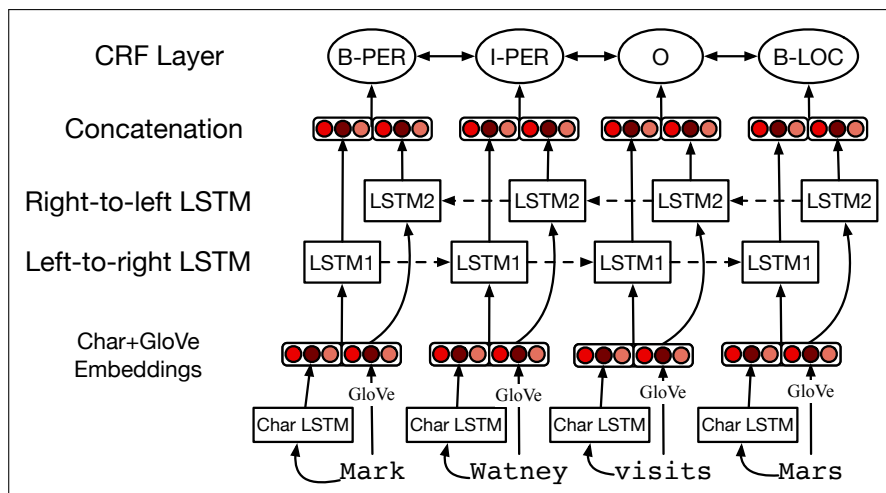 CRF Layer B-PER I-PER O B-LOC
Concatenation
Right-to-left LSTM LSTM2 LSTM2 LSTM2 LSTM2
Left-to-right LSTM LSTM1 LSTM1 LSTM1 LSTM1
Char+GloVe
Embeddings
GloVe GloVe GloVe GloVe
Char LSTM Char LSTM Char LSTM Char LSTM
Mark Watney visits Mars